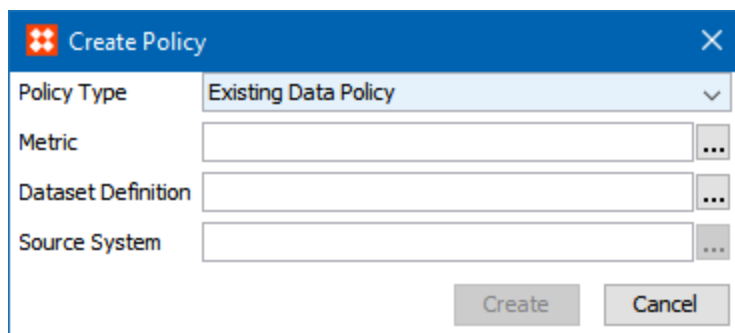 Create Policy
Policy Type Existing Data Policy
Metric ...
Dataset Definition ...
Source System ...
Create Cancel